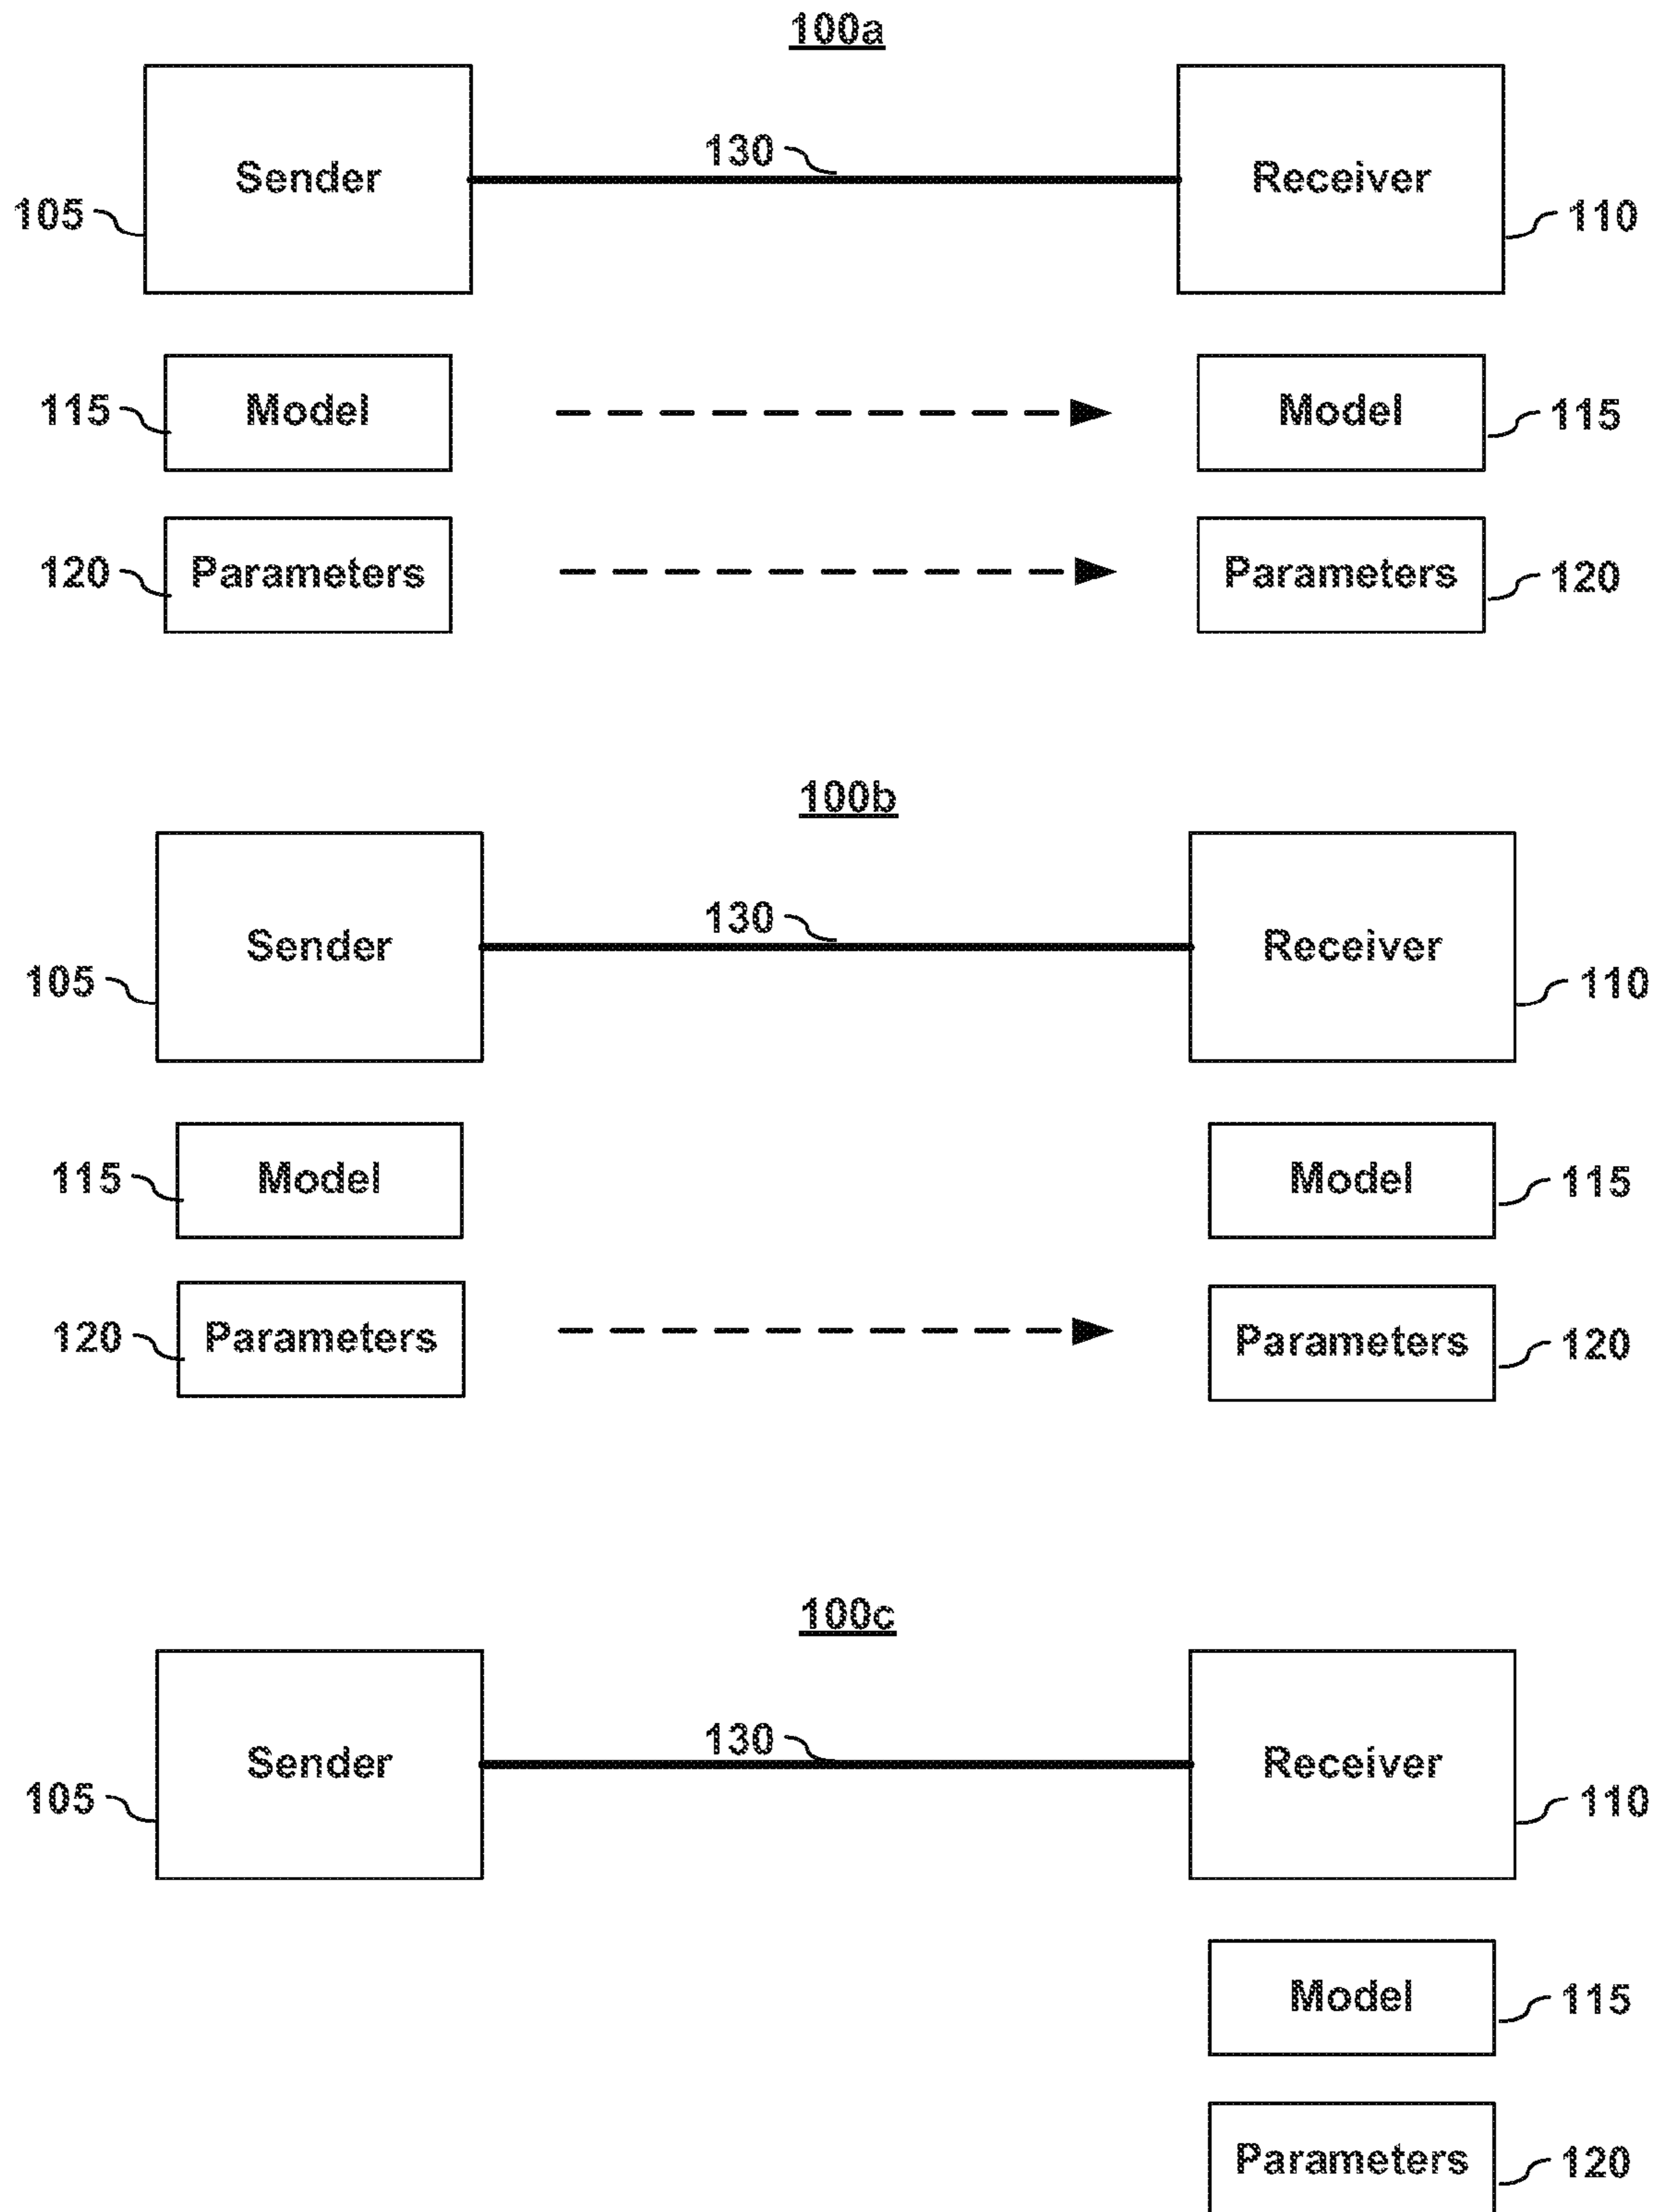 100a
130
Sender
Receiver
105
110
115
Model
Model
115
120
Parameters
Parameters
120
100b
130
Sender
Receiver
105
110
115
Model
Model
115
120
Parameters
Parameters
120
100c
130
Sender
Receiver
105
110
Model
115
Parameters
120